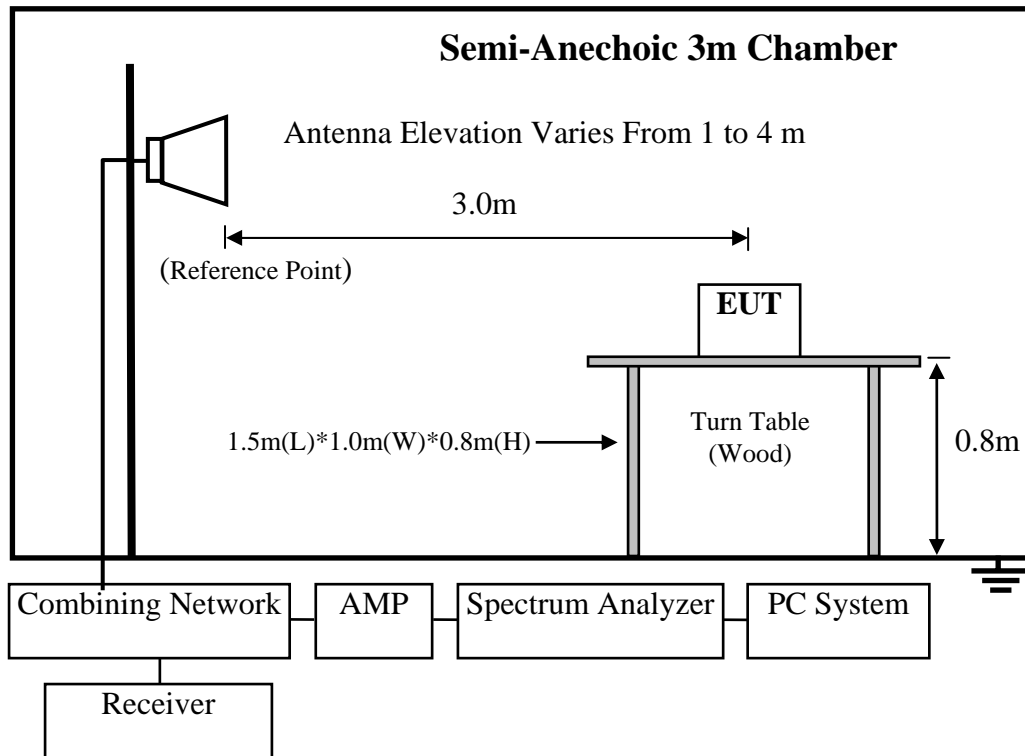 Semi-Anechoic 3m Chamber
Antenna Elevation Varies From 1 to 4 m
3.0m
(Reference Point)
EUT
1.5m(L)*1.0m(W)*0.8m(H)
Turn Table
(Wood)
0.8m
Combining Network
AMP
Spectrum Analyzer
PC System
Receiver